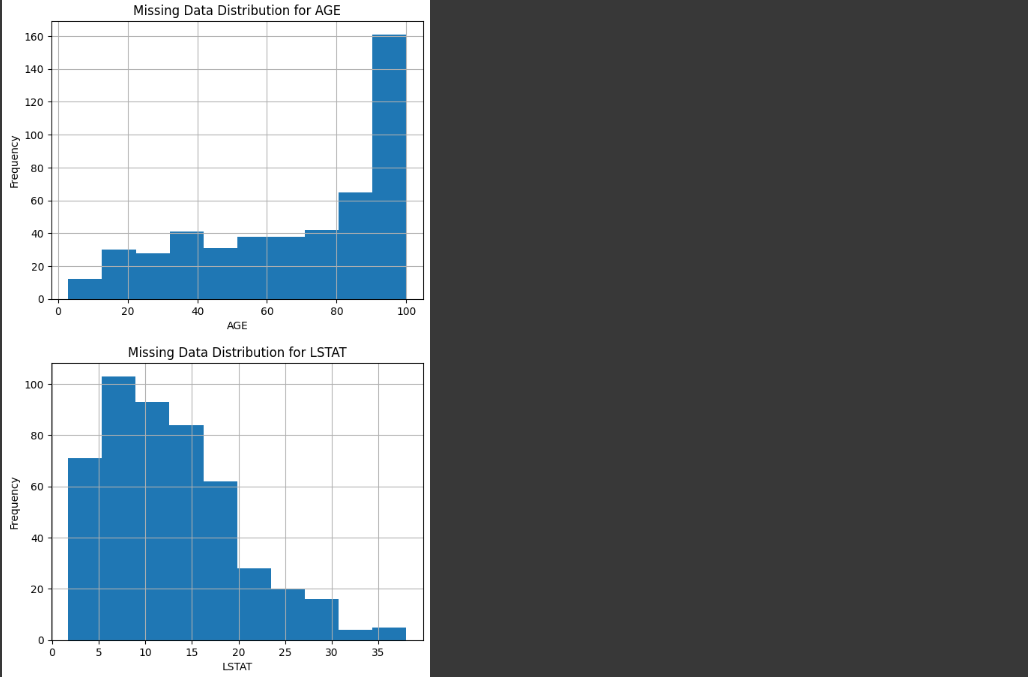 Missing Data Distribution for AGE
160
140
120
100
80
60
40
20
0
Frequency
0 20 40 60 80 100
AGE
Missing Data Distribution for LSTAT
100
80
60
40
20
0
Frequency
0 5 10 15 20 25 30 35
LSTAT